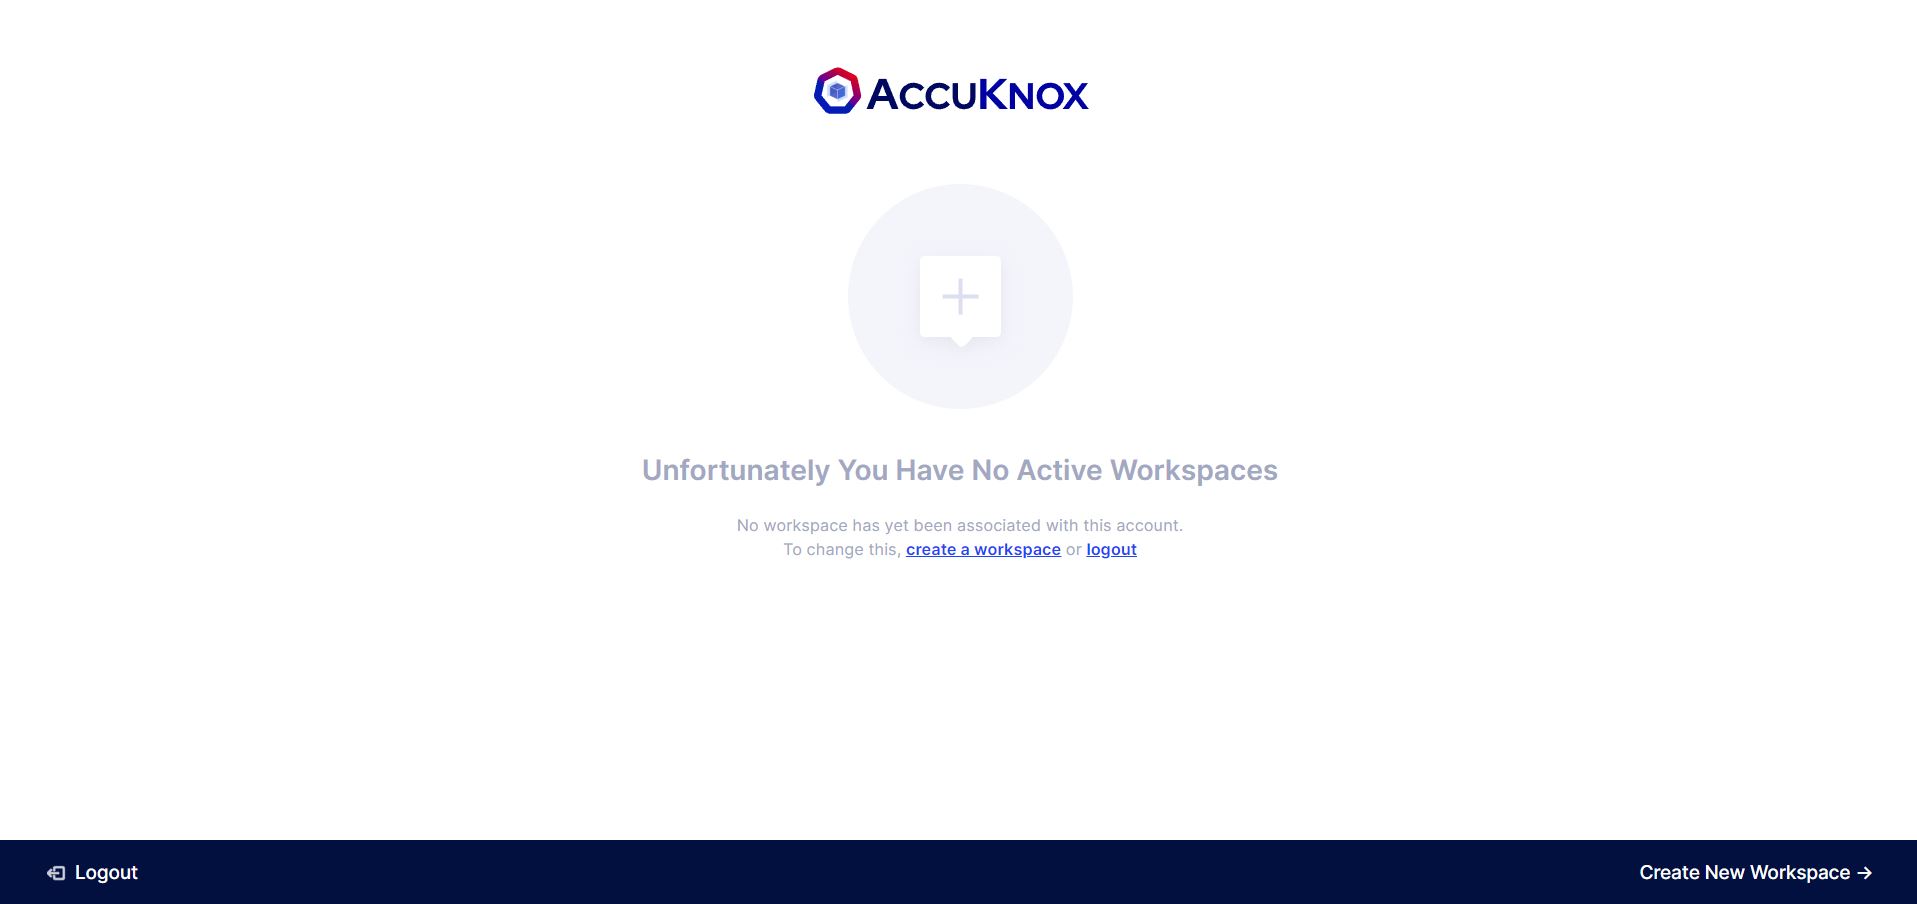 ACCUKNOX
Unfortunately You Have No Active Workspaces
No workspace has yet been associated with this account.
To change this, create a workspace or logout
Logout
Create New Workspace →